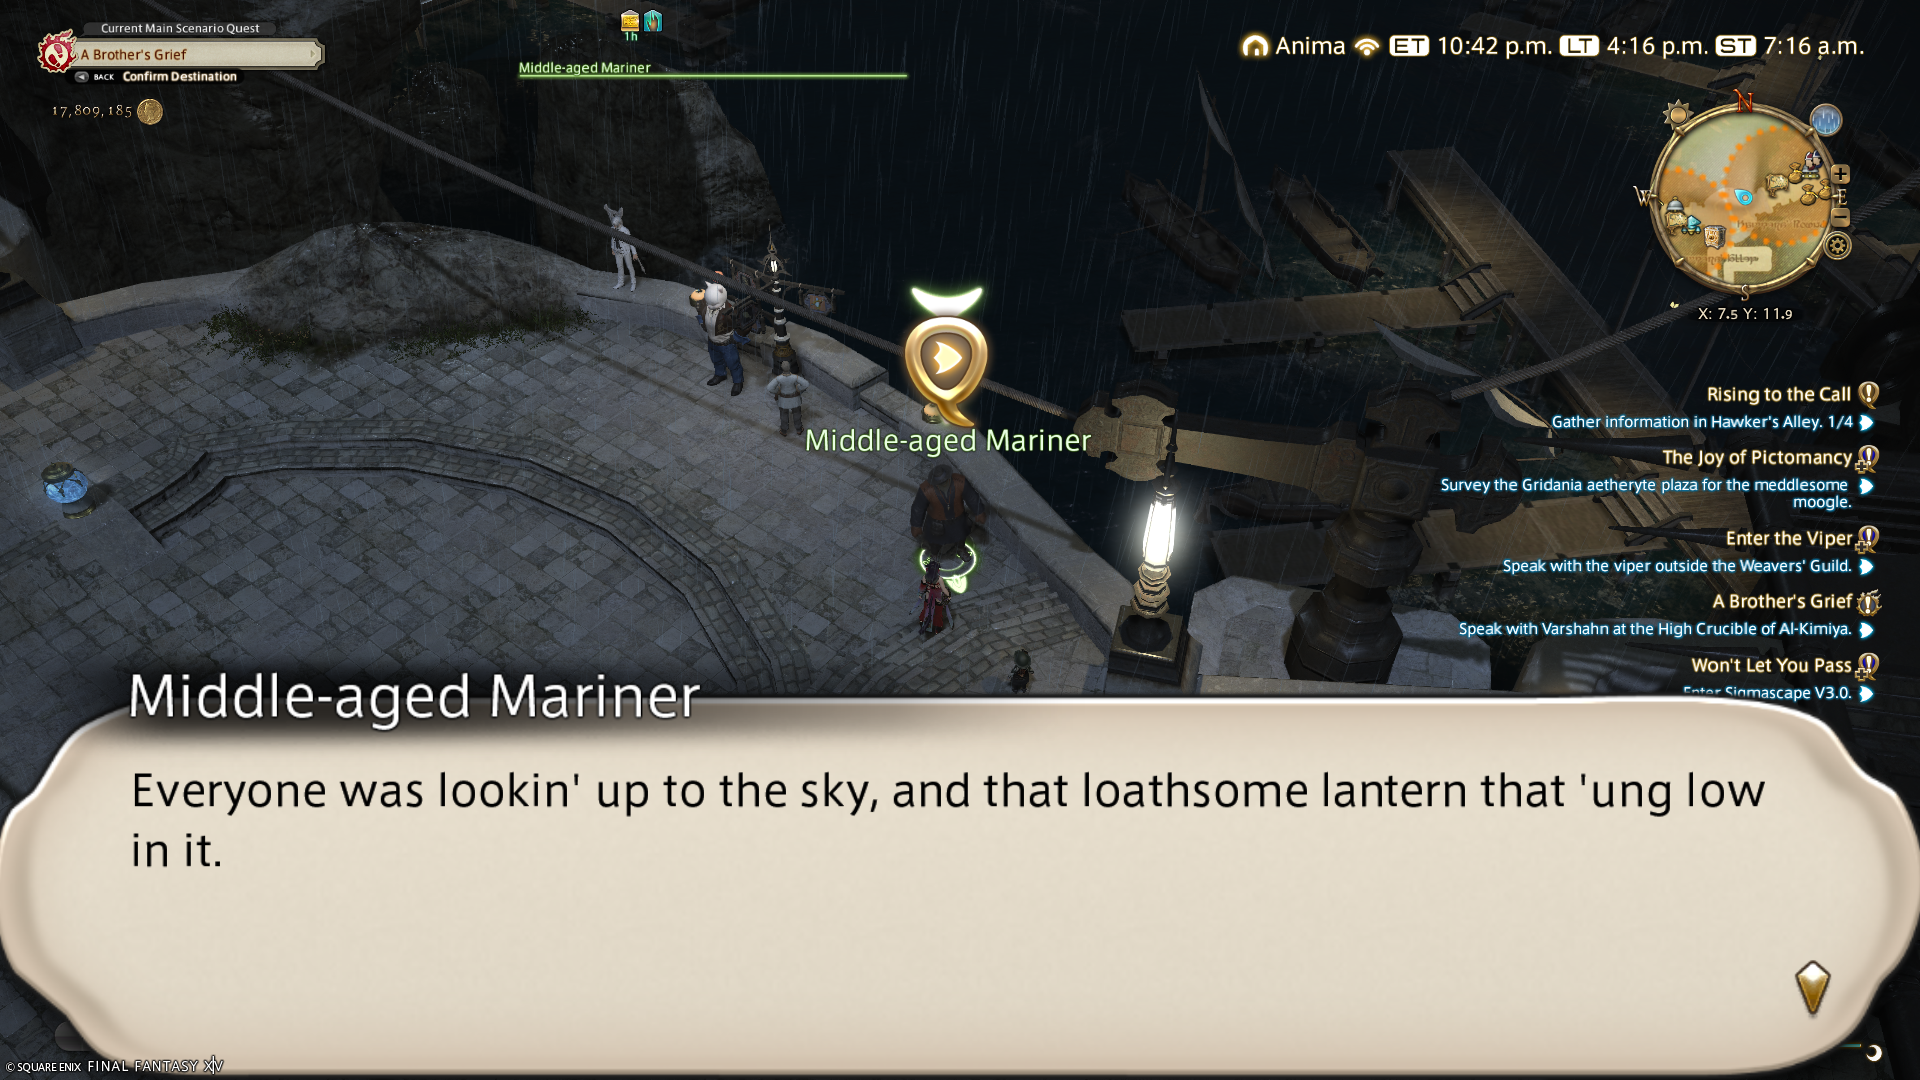 Current Main Scenario Quest
A Brother's Grief
BACK Confirm Destination
17,809,185
1h
Middle-aged Mariner
Anima ET 10:42 p.m. LT 4:16 p.m. ST 7:16 a.m.
N
W
E
S
X: 7.5 Y: 11.9
Rising to the Call
Gather information in Hawker's Alley. 1/4
The Joy of Pictomancy
Survey the Gridania aetheryte plaza for the meddlesome
moogle.
Enter the Viper
Speak with the viper outside the Weavers' Guild.
A Brother's Grief
Speak with Varshahn at the High Crucible of Al-Kimiya.
Won't Let You Pass
Enter Sigmascape V3.0.
Middle-aged Mariner
Middle-aged Mariner
Everyone was lookin' up to the sky, and that loathsome lantern that 'ung low
in it.
© SQUARE ENIX FINAL FANTASY XIV